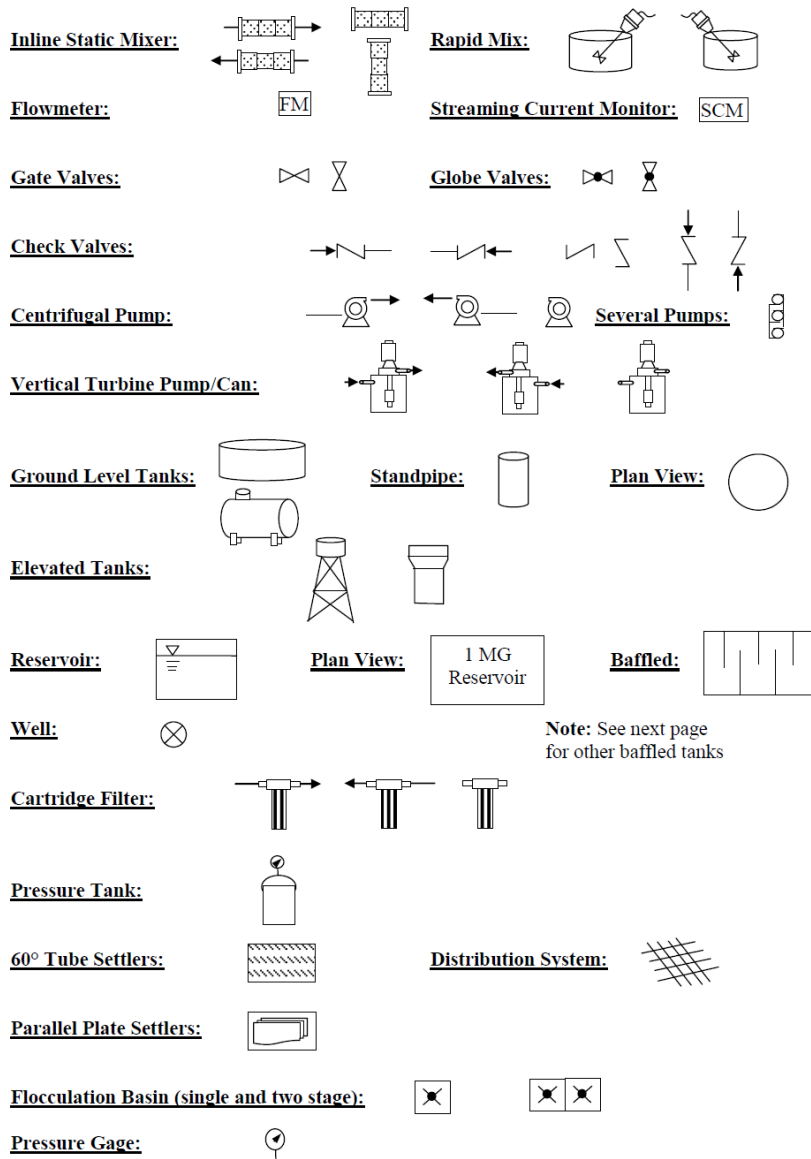 Inline Static Mixer:
Rapid Mix:
Flowmeter:
FM
Streaming Current Monitor:
SCM
Gate Valves:
Globe Valves:
Check Valves:
Centrifugal Pump:
Several Pumps:
Vertical Turbine Pump/Can:
Ground Level Tanks:
Standpipe:
Plan View:
Elevated Tanks:
Reservoir:
Plan View:
1 MG
Reservoir
Baffled:
Well:
Note: See next page
for other baffled tanks
Cartridge Filter:
Pressure Tank:
60° Tube Settlers:
Distribution System:
Parallel Plate Settlers:
Flocculation Basin (single and two stage):
Pressure Gage: